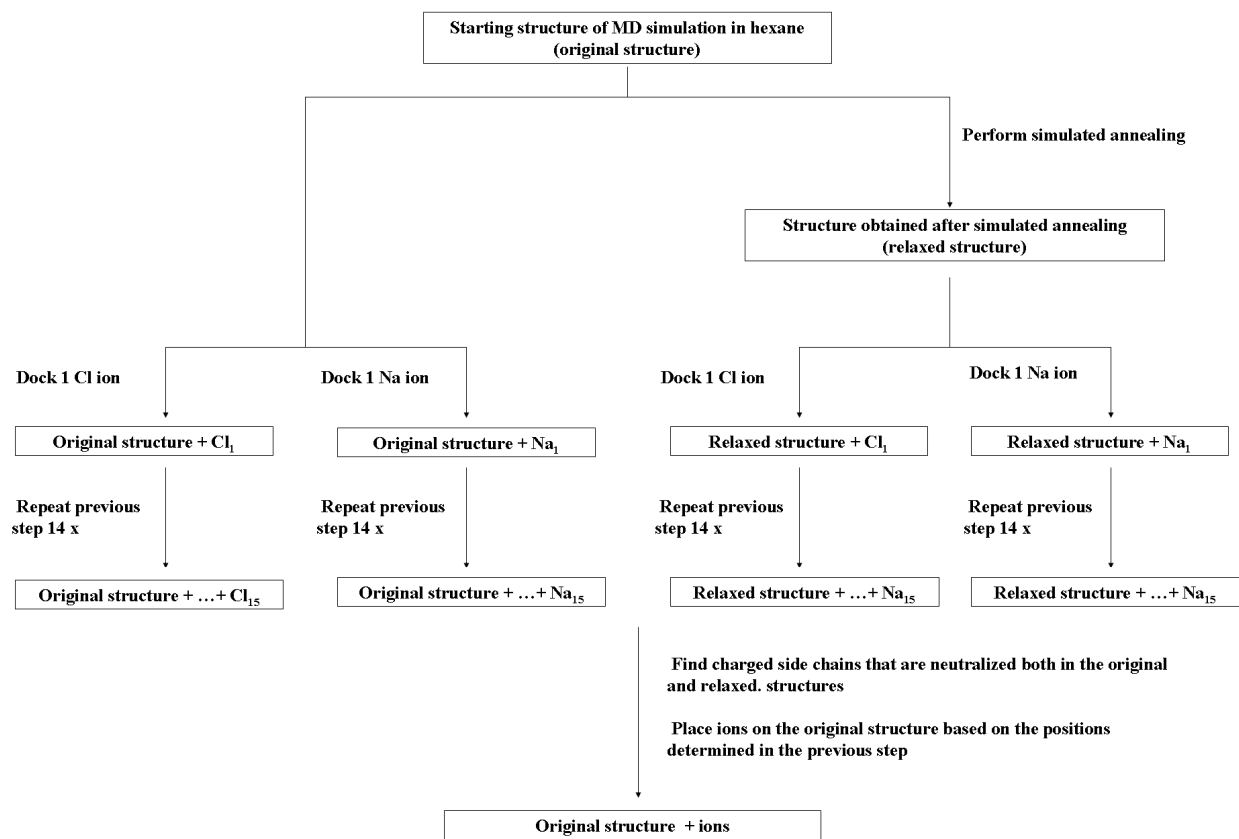 Starting structure of MD simulation in hexane
(original structure)
Perform simulated annealing
Structure obtained after simulated annealing
(relaxed structure)
Dock 1 Cl ion
Dock 1 Na ion
Dock 1 Cl ion
Dock 1 Na ion
Original structure + Cl₁
Original structure + Na₁
Relaxed structure + Cl₁
Relaxed structure + Na₁
Repeat previous
step 14 x
Repeat previous
step 14 x
Repeat previous
step 14 x
Repeat previous
step 14 x
Original structure + …+ Cl₁₅
Original structure + …+ Na₁₅
Relaxed structure + …+ Na₁₅
Relaxed structure + …+ Na₁₅
Find charged side chains that are neutralized both in the original
and relaxed. structures
Place ions on the original structure based on the positions
determined in the previous step
Original structure + ions